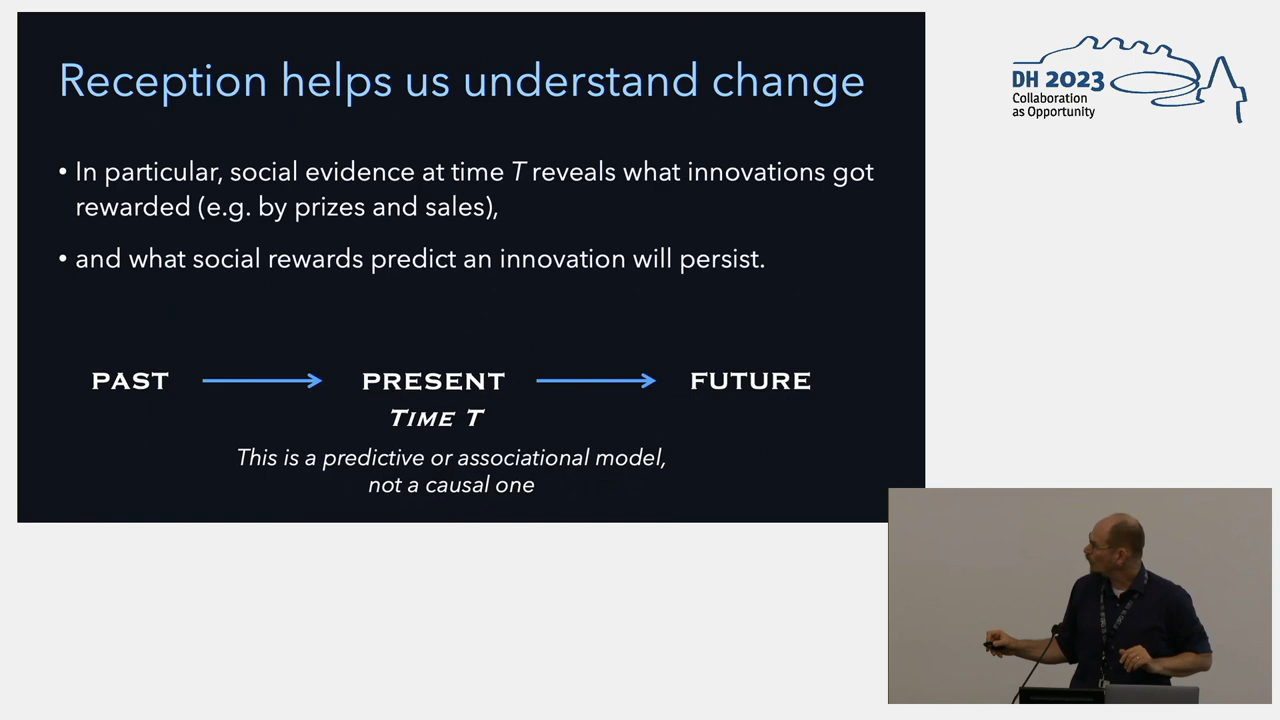 Reception helps us understand change
• In particular, social evidence at time T reveals what innovations got
rewarded (e.g. by prizes and sales),
• and what social rewards predict an innovation will persist.
PAST
PRESENT
FUTURE
TIME T
This is a predictive or associational model,
not a causal one
DH 2023
Collaboration
as Opportunity